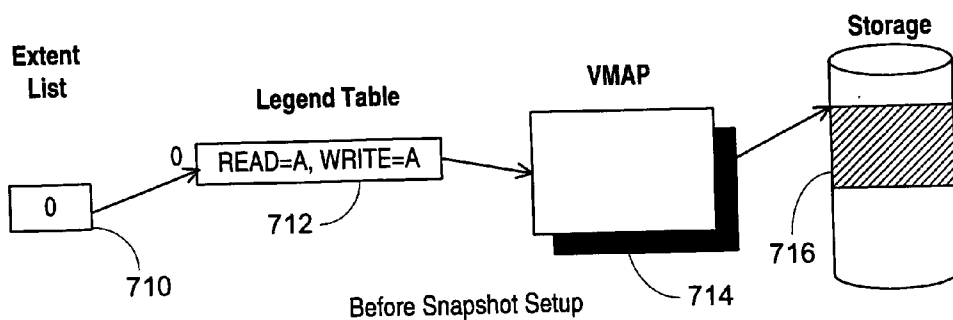 Storage
Extent
List
VMAP
Legend Table
0
READ=A, WRITE=A
0
712
716
710
714
Before Snapshot Setup